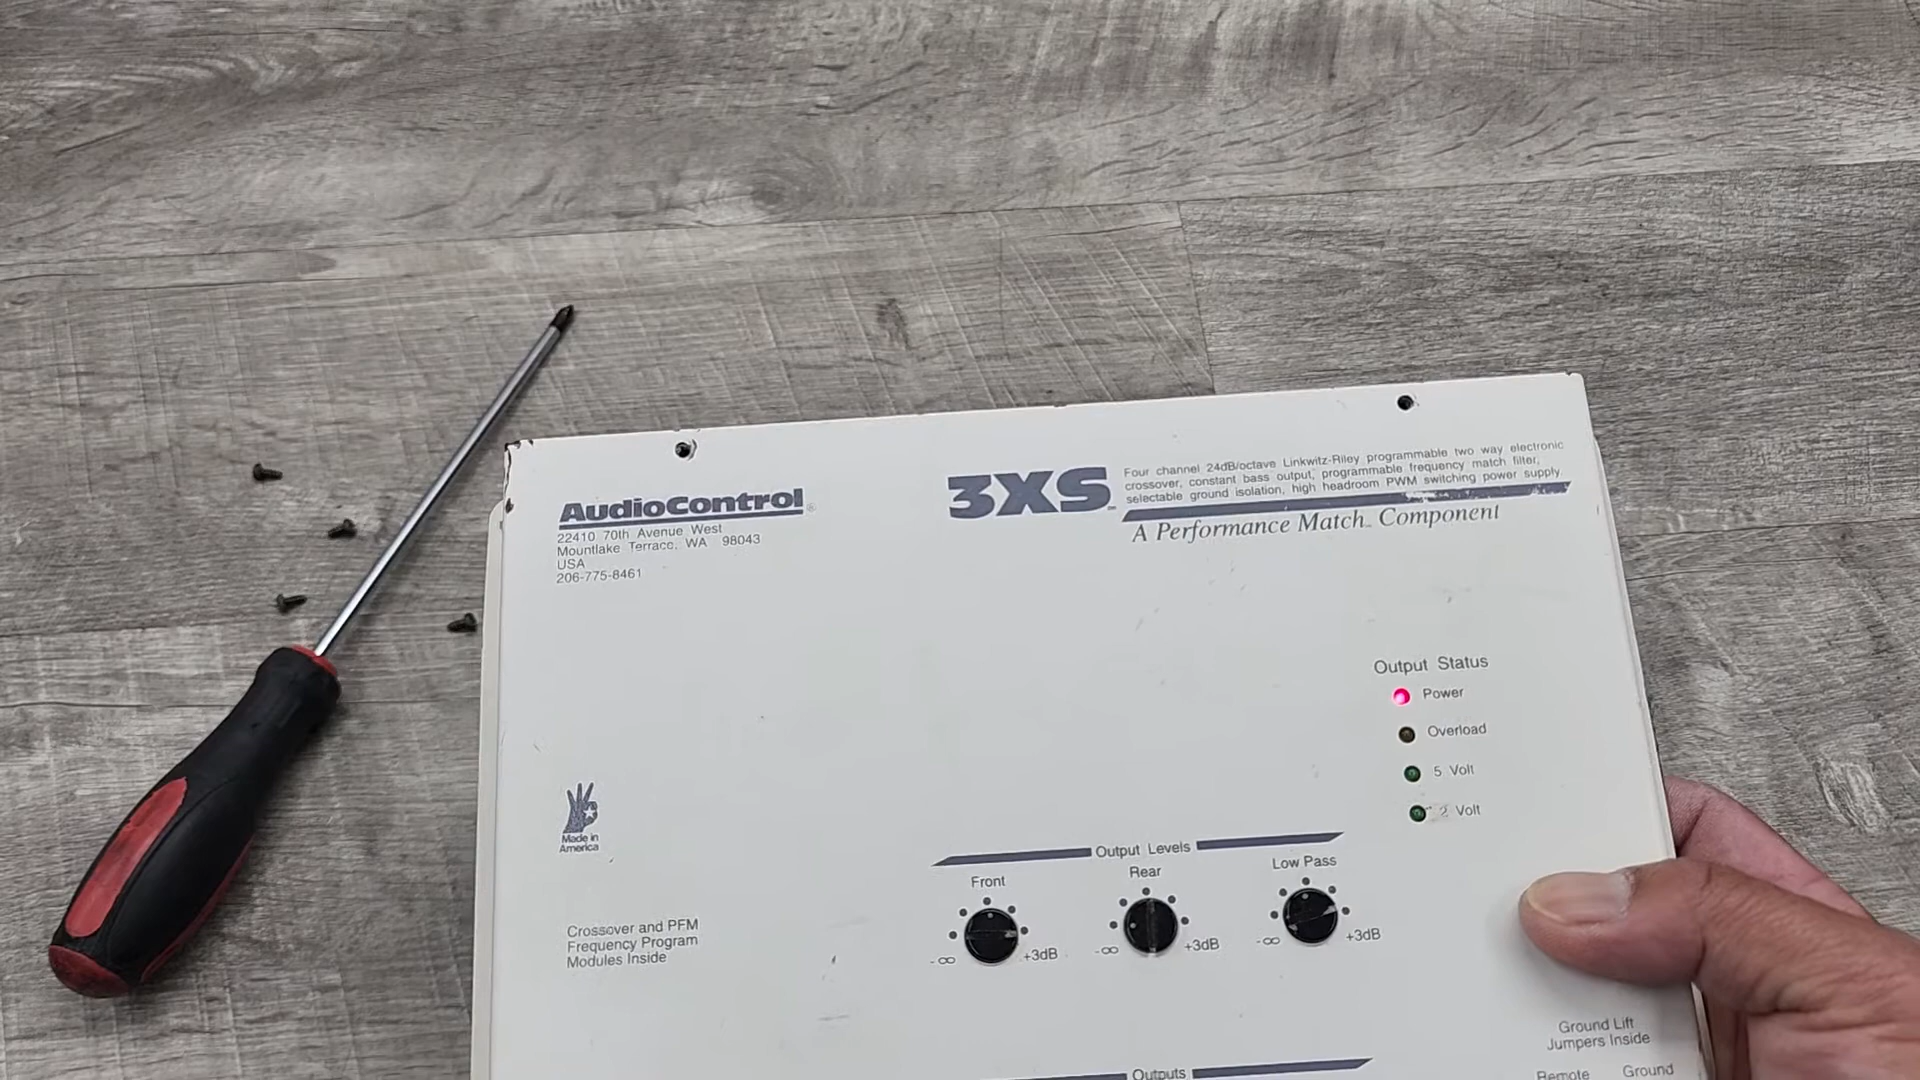 AudioControl®
22410 70th Avenue West
Mountlake Terrace, WA 98043
USA
206-775-8461
3XS™
Four channel 24dB/octave Linkwitz-Riley programmable two way electronic
crossover, constant bass output, programmable frequency match filter,
selectable ground isolation, high headroom PWM switching power supply.
A Performance Match™ Component
Output Status
Power
Overload
5 Volt
2 Volt
Made in
America
Output Levels
Front
Rear
Low Pass
-∞
+3dB
-∞
+3dB
-∞
+3dB
Crossover and PFM
Frequency Program
Modules Inside
Ground Lift
Jumpers Inside
Outputs
Remote
Ground